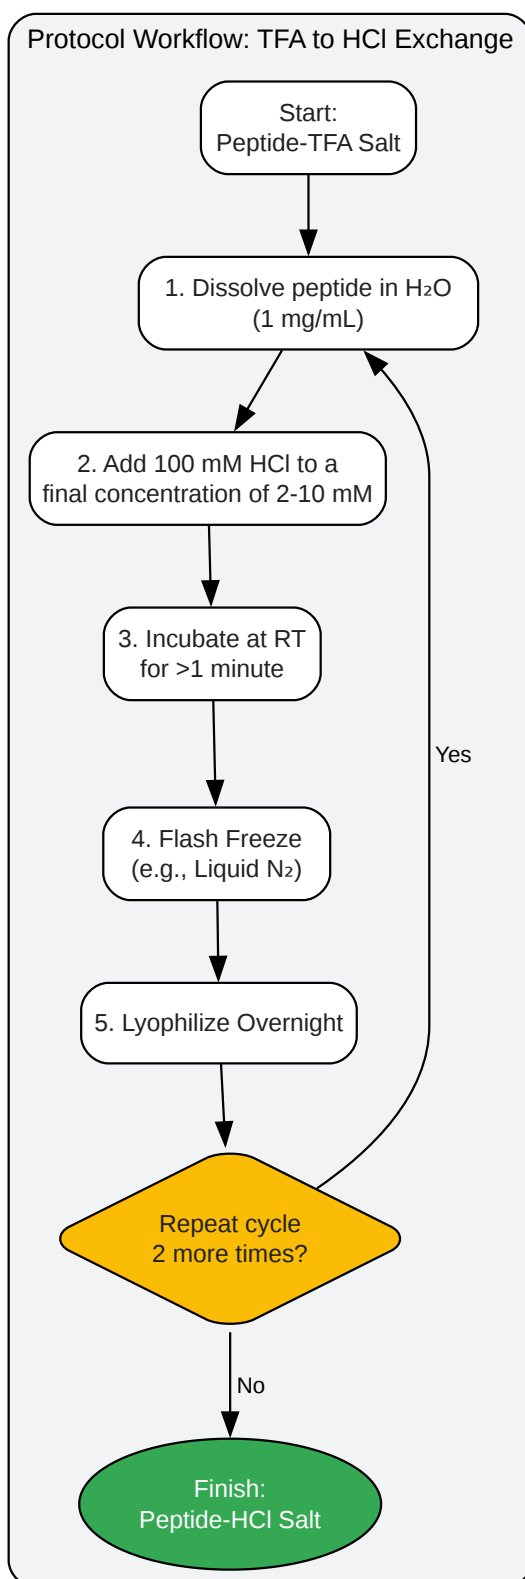 Protocol Workflow: TFA to HCl Exchange
Start:
Peptide-TFA Salt
1. Dissolve peptide in H₂O
(1 mg/mL)
2. Add 100 mM HCl to a
final concentration of 2-10 mM
3. Incubate at RT
for >1 minute
Yes
4. Flash Freeze
(e.g., Liquid N₂)
5. Lyophilize Overnight
Repeat cycle
2 more times?
No
Finish:
Peptide-HCl Salt